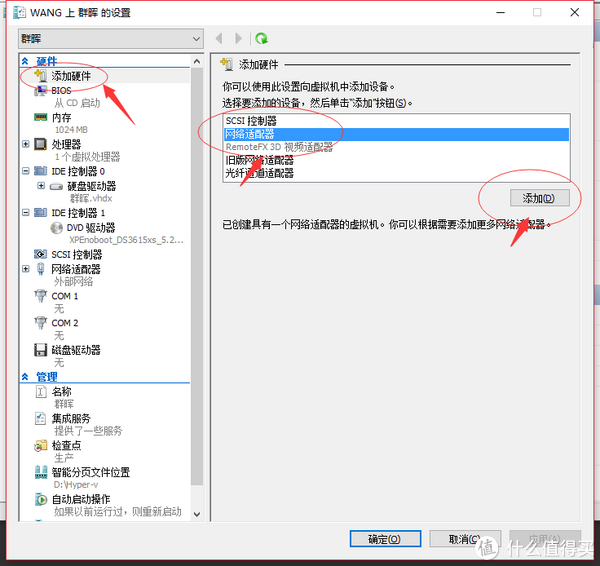 WANG 上 群晖 的设置
群晖
硬件
添加硬件
BIOS
从 CD 启动
内存
1024 MB
处理器
1 个虚拟处理器
IDE 控制器 0
硬盘驱动器
群晖.vhdx
IDE 控制器 1
DVD 驱动器
XPEnoboot_DS3615xs_5.2...
SCSI 控制器
网络适配器
外部网络
COM 1
无
COM 2
无
磁盘驱动器
无
管理
名称
群晖
集成服务
提供了一些服务
检查点
生产
智能分页文件位置
D:\Hyper-v
自动启动操作
如果以前运行过，则重新启动
添加硬件
你可以使用此设置向虚拟机中添加设备。
选择要添加的设备，然后单击"添加"按钮(S)。
SCSI 控制器
网络适配器
RemoteFX 3D 视频适配器
旧版网络适配器
光纤通道适配器
添加(D)
已创建具有一个网络适配器的虚拟机。你可以根据需要添加更多网络适配器。
确定(O)
取消(C)
应用(A)
值 什么值得买